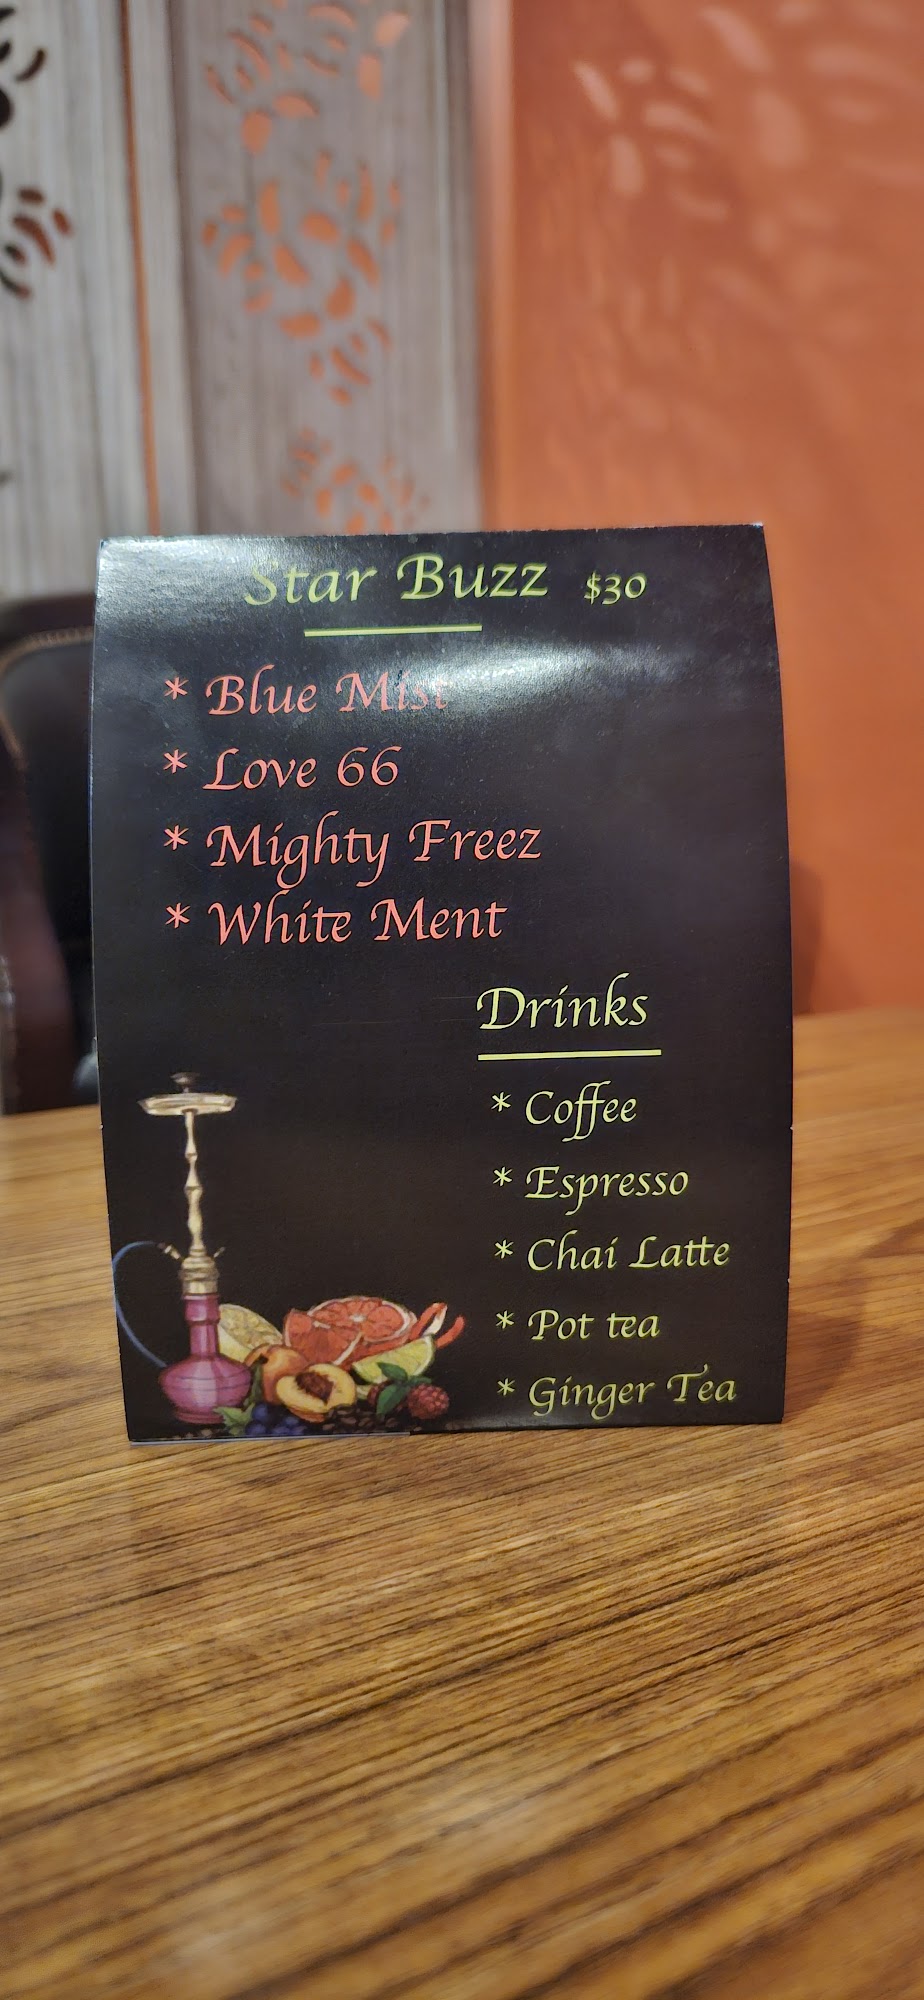 Star Buzz $30
* Blue Mist
* Love 66
* Mighty Freez
* White Ment
Drinks
* Coffee
* Espresso
* Chai Latte
* Pot tea
* Ginger Tea